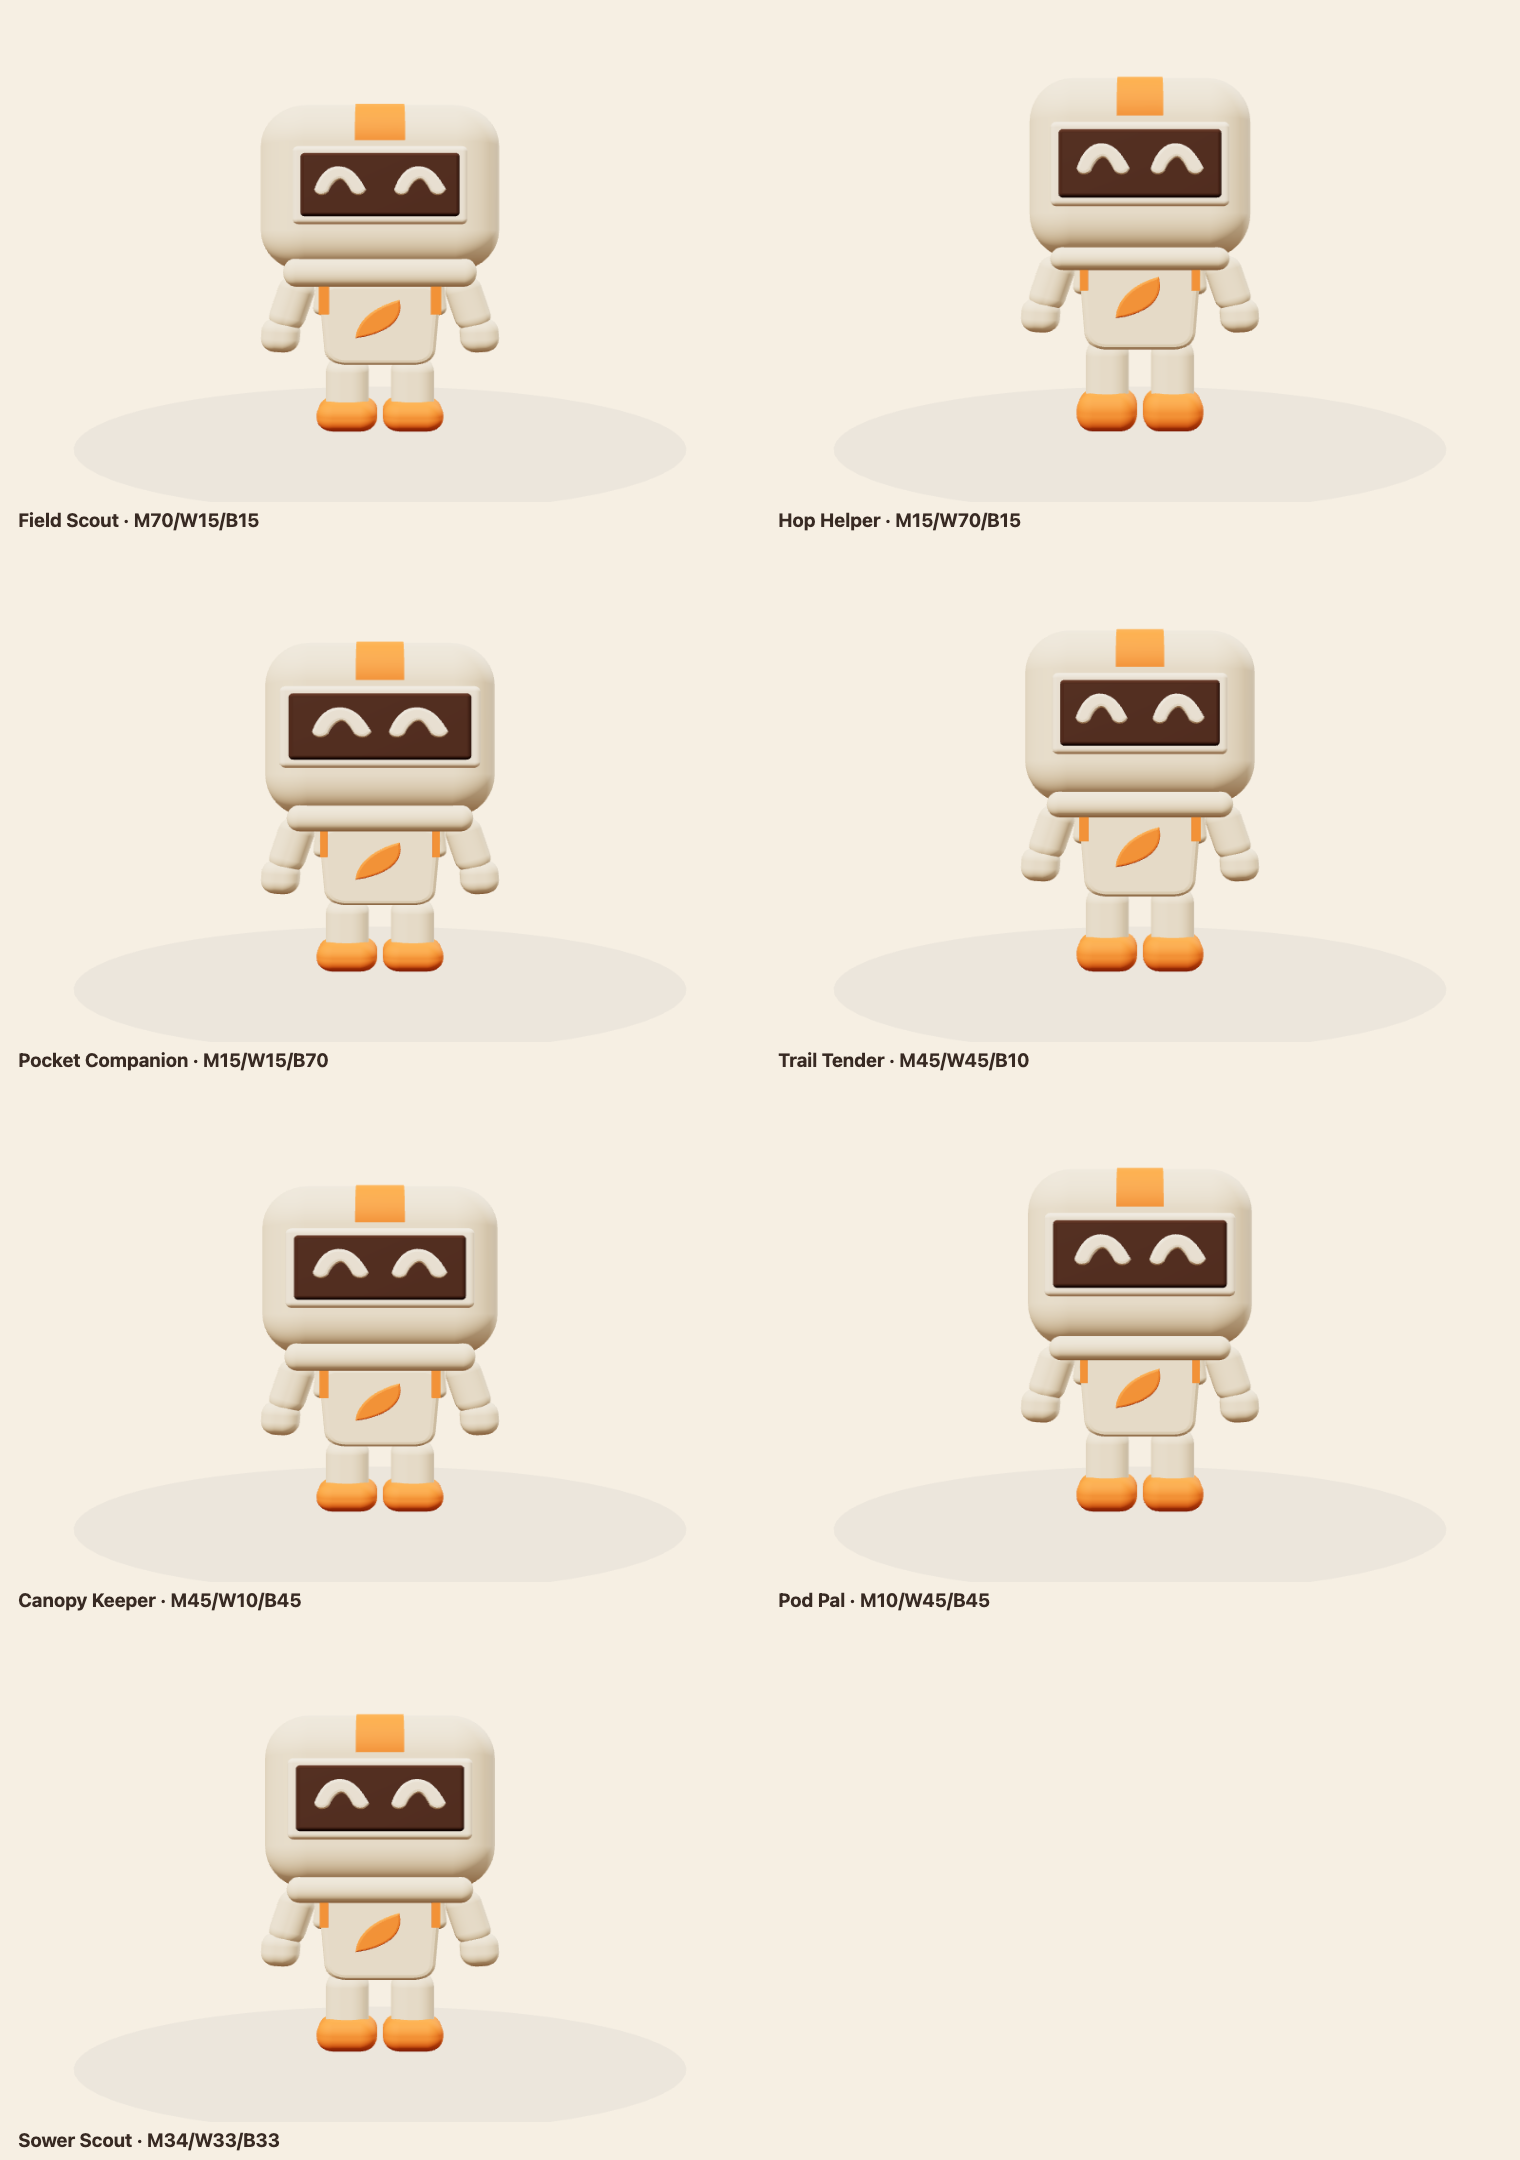 Field Scout · M70/W15/B15
Hop Helper · M15/W70/B15
Pocket Companion · M15/W15/B70
Trail Tender · M45/W45/B10
Canopy Keeper · M45/W10/B45
Pod Pal · M10/W45/B45
Sower Scout · M34/W33/B33